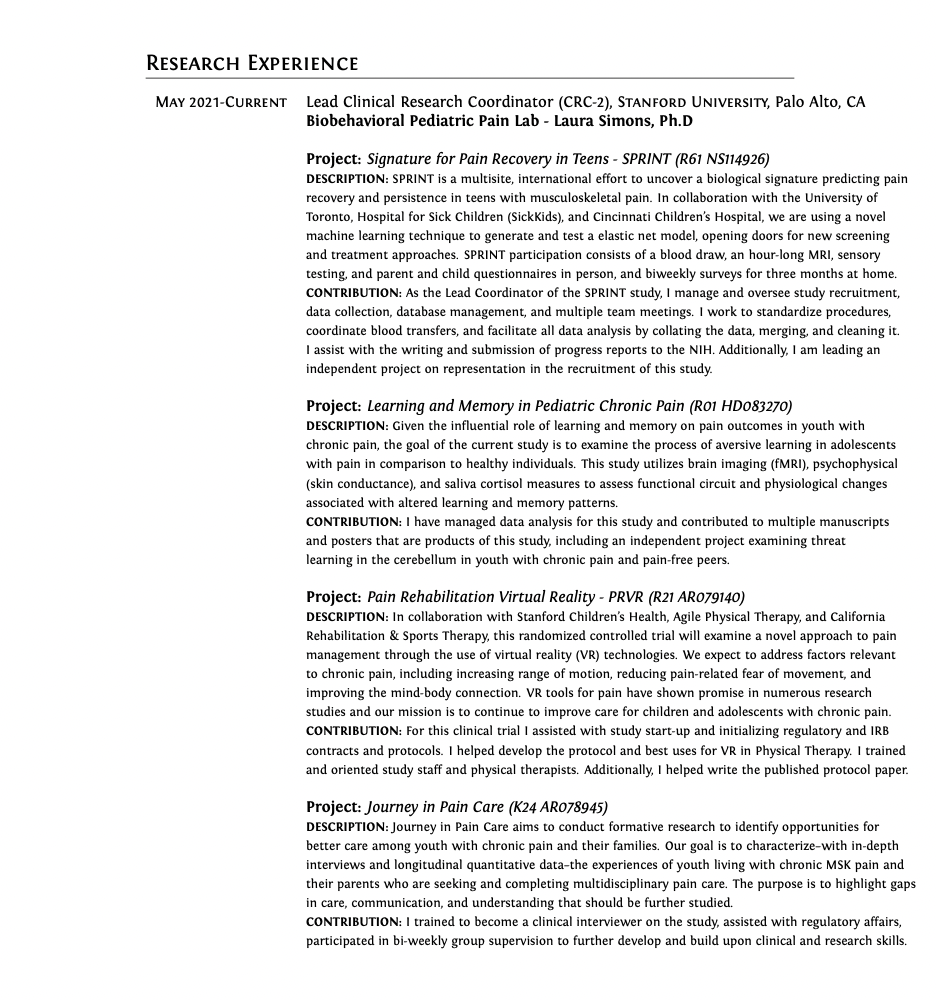 Research Experience
May 2021-Current Lead Clinical Research Coordinator (CRC-2), Stanford University, Palo Alto, CA
Biobehavioral Pediatric Pain Lab - Laura Simons, Ph.D
Project: Signature for Pain Recovery in Teens - SPRINT (R61 NS114926)
DESCRIPTION: SPRINT is a multisite, international effort to uncover a biological signature predicting pain
recovery and persistence in teens with musculoskeletal pain. In collaboration with the University of
Toronto, Hospital for Sick Children (SickKids), and Cincinnati Children's Hospital, we are using a novel
machine learning technique to generate and test a elastic net model, opening doors for new screening
and treatment approaches. SPRINT participation consists of a blood draw, an hour-long MRI, sensory
testing, and parent and child questionnaires in person, and biweekly surveys for three months at home.
CONTRIBUTION: As the Lead Coordinator of the SPRINT study, I manage and oversee study recruitment,
data collection, database management, and multiple team meetings. I work to standardize procedures,
coordinate blood transfers, and facilitate all data analysis by collating the data, merging, and cleaning it.
I assist with the writing and submission of progress reports to the NIH. Additionally, I am leading an
independent project on representation in the recruitment of this study.
Project: Learning and Memory in Pediatric Chronic Pain (R01 HD083270)
DESCRIPTION: Given the influential role of learning and memory on pain outcomes in youth with
chronic pain, the goal of the current study is to examine the process of aversive learning in adolescents
with pain in comparison to healthy individuals. This study utilizes brain imaging (fMRI), psychophysical
(skin conductance), and saliva cortisol measures to assess functional circuit and physiological changes
associated with altered learning and memory patterns.
CONTRIBUTION: I have managed data analysis for this study and contributed to multiple manuscripts
and posters that are products of this study, including an independent project examining threat
learning in the cerebellum in youth with chronic pain and pain-free peers.
Project: Pain Rehabilitation Virtual Reality - PRVR (R21 AR079140)
DESCRIPTION: In collaboration with Stanford Children's Health, Agile Physical Therapy, and California
Rehabilitation & Sports Therapy, this randomized controlled trial will examine a novel approach to pain
management through the use of virtual reality (VR) technologies. We expect to address factors relevant
to chronic pain, including increasing range of motion, reducing pain-related fear of movement, and
improving the mind-body connection. VR tools for pain have shown promise in numerous research
studies and our mission is to continue to improve care for children and adolescents with chronic pain.
CONTRIBUTION: For this clinical trial I assisted with study start-up and initializing regulatory and IRB
contracts and protocols. I helped develop the protocol and best uses for VR in Physical Therapy. I trained
and oriented study staff and physical therapists. Additionally, I helped write the published protocol paper.
Project: Journey in Pain Care (K24 AR078945)
DESCRIPTION: Journey in Pain Care aims to conduct formative research to identify opportunities for
better care among youth with chronic pain and their families. Our goal is to characterize–with in-depth
interviews and longitudinal quantitative data–the experiences of youth living with chronic MSK pain and
their parents who are seeking and completing multidisciplinary pain care. The purpose is to highlight gaps
in care, communication, and understanding that should be further studied.
CONTRIBUTION: I trained to become a clinical interviewer on the study, assisted with regulatory affairs,
participated in bi-weekly group supervision to further develop and build upon clinical and research skills.